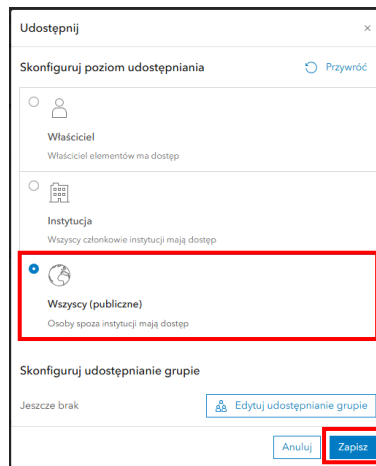 Udostępnij
Skonfiguruj poziom udostępniania
Przywróć
Właściciel
Właściciel elementów ma dostęp
Instytucja
Wszyscy członkowie instytucji mają dostęp
Wszyscy (publiczne)
Osoby spoza instytucji mają dostęp
Skonfiguruj udostępnianie grupie
Jeszcze brak
Edytuj udostępnianie grupie
Anuluj
Zapisz